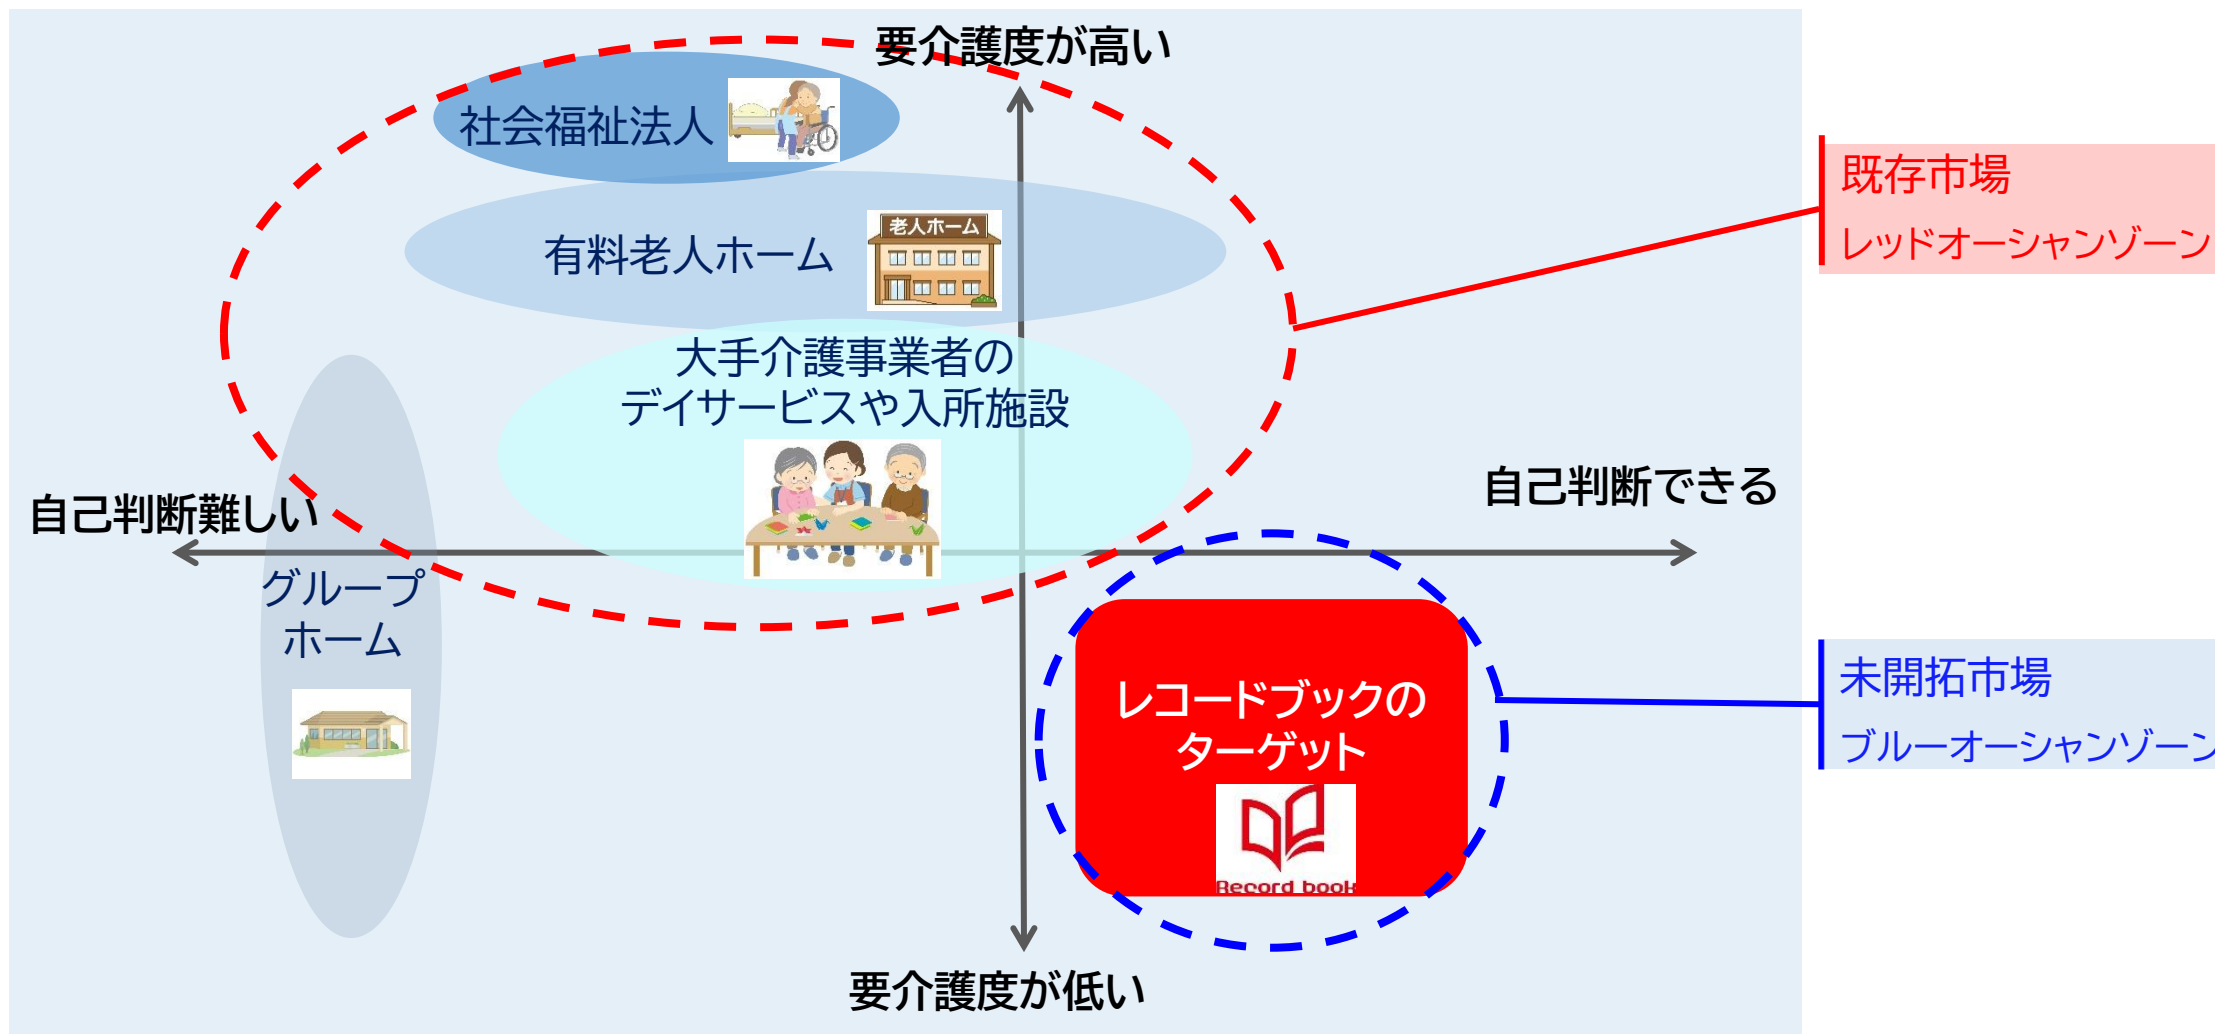 要介護度が高い
社会福祉法人
既存市場
レッドオーシャンゾーン
有料老人ホーム
老人ホーム
大手介護事業者の
デイサービスや入所施設
自己判断難しい
自己判断できる
グループ
ホーム
レコードブックの
ターゲット
Record book
未開拓市場
ブルーオーシャンゾーン
要介護度が低い